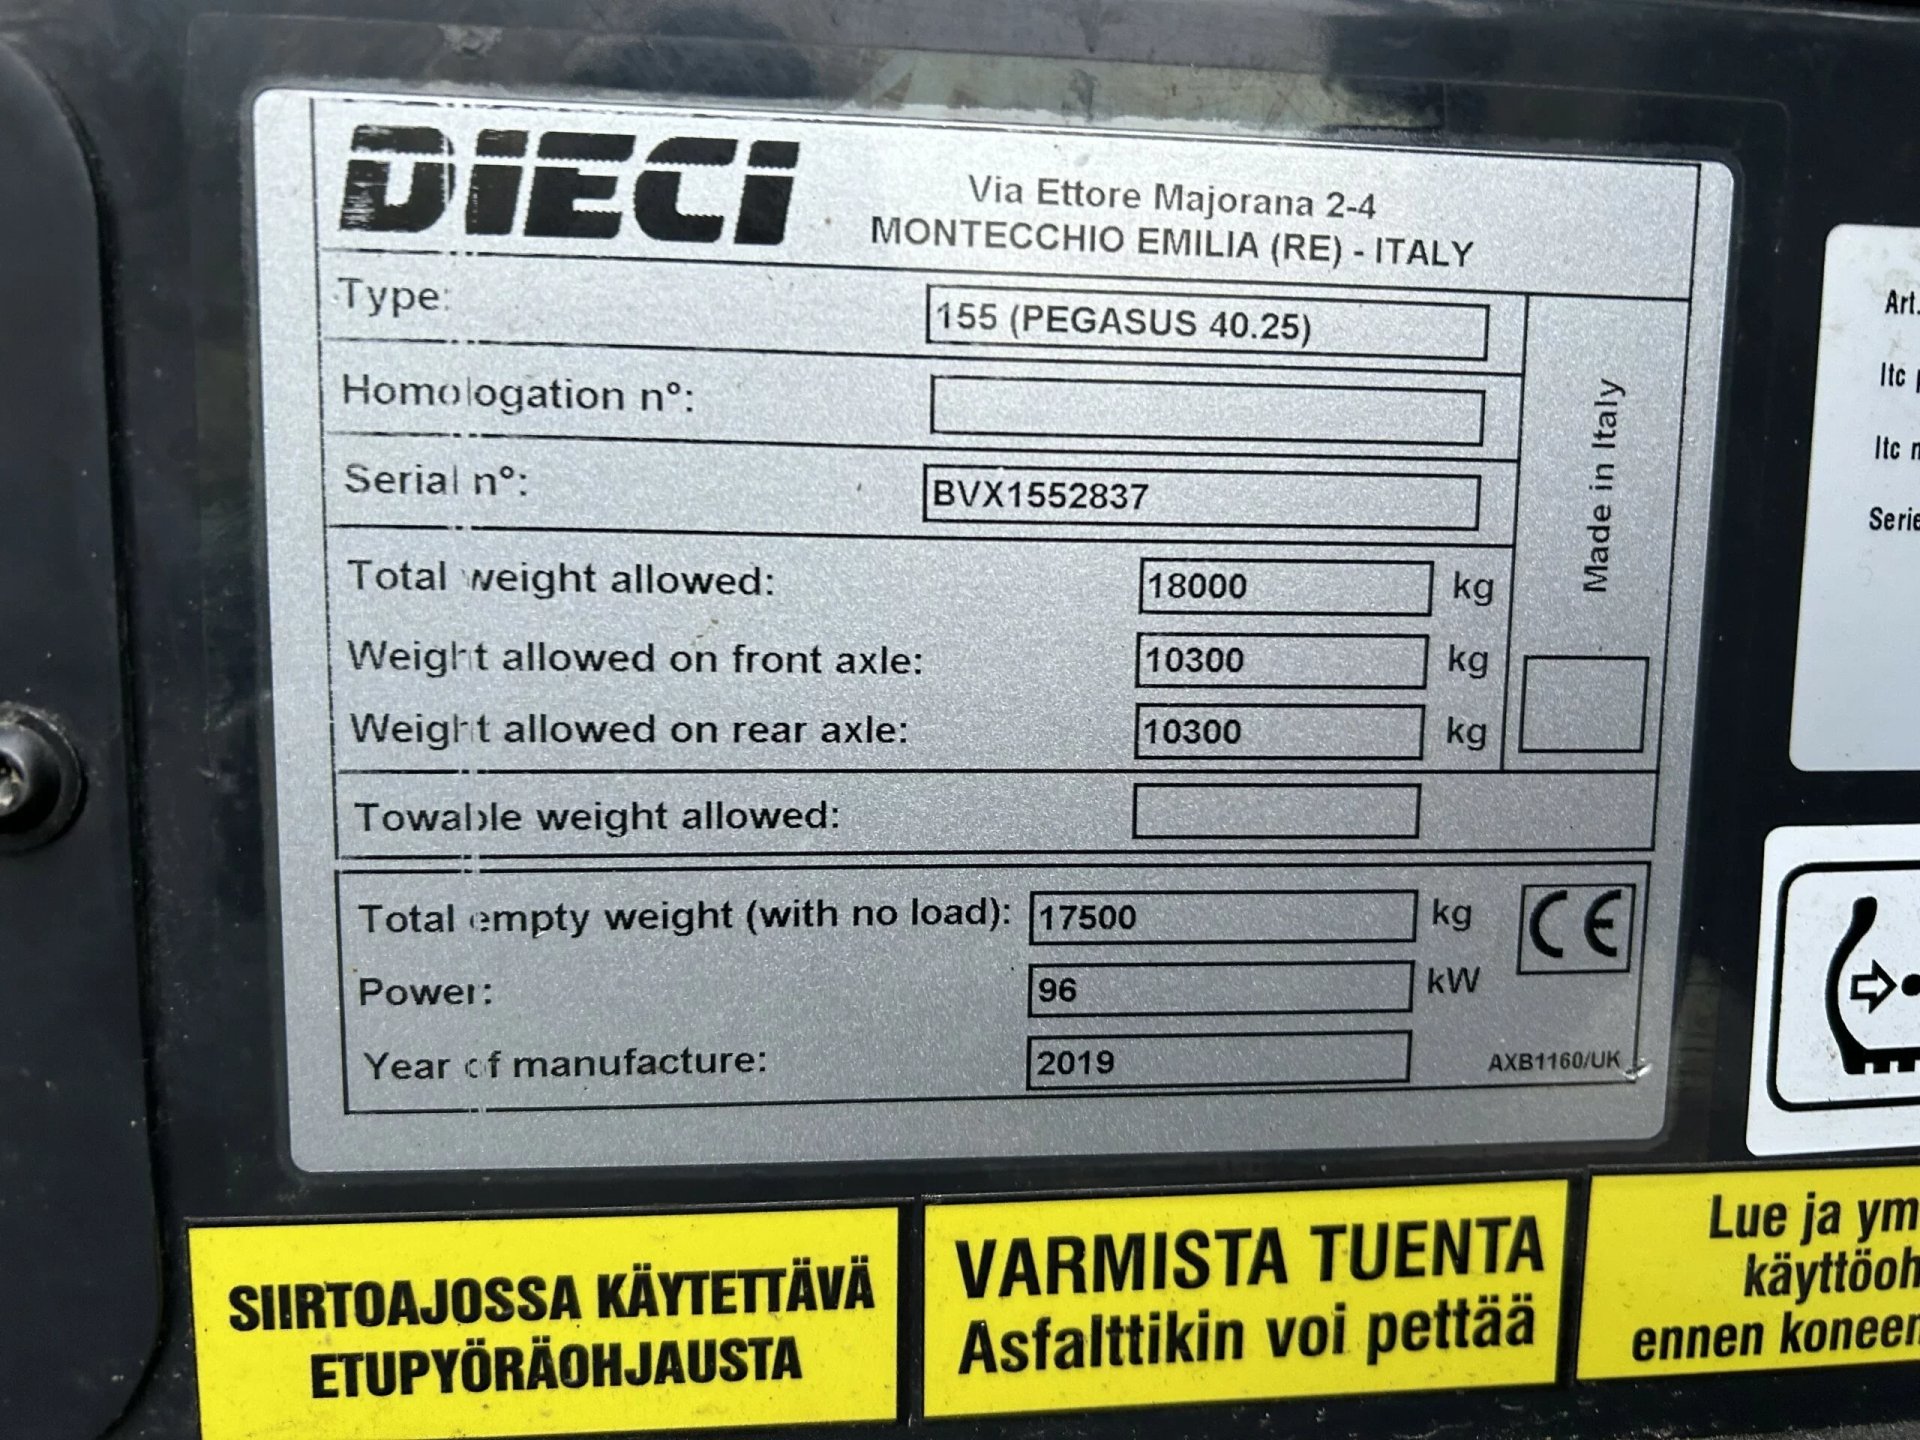 DIECI
Via Ettore Majorana 2-4
MONTECCHIO EMILIA (RE) - ITALY
Type: 155 (PEGASUS 40.25)
Homologation n°:
Serial n°: BVX1552837
Made in Italy
Total weight allowed: 18000 kg
Weight allowed on front axle: 10300 kg
Weight allowed on rear axle: 10300 kg
Towable weight allowed:
Total empty weight (with no load): 17500 kg
CE
Power: 96 kW
Year of manufacture: 2019
AXB1160/UK
Art.
Itc
Itc
SIIRTOAJOSSA KÄYTETTÄVÄ
ETUPYÖRÄOHJAUSTA
VARMISTA TUENTA
Asfalttikin voi pettää
Lue ja ym
käyttöoh
ennen koneen